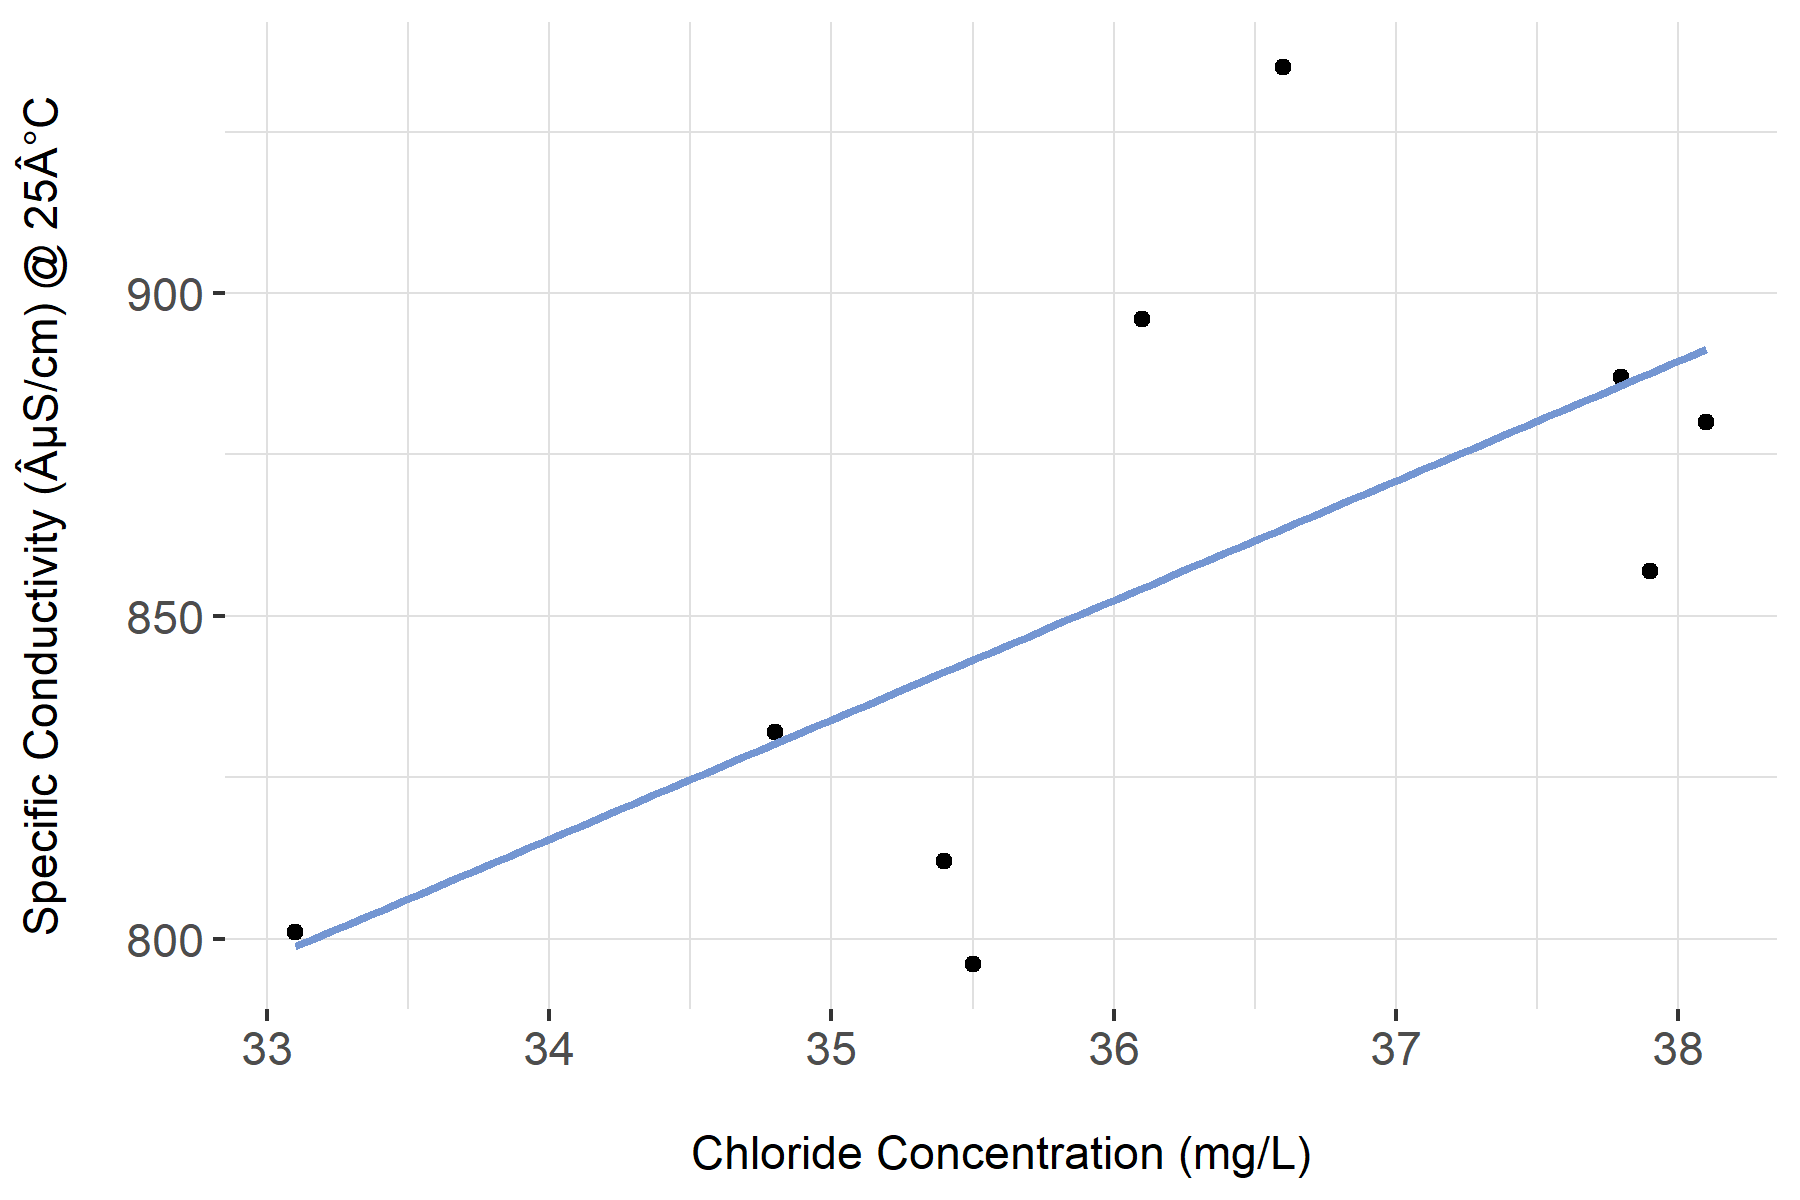 Specific Conductivity (ÂµS/cm) @ 25Â°C
900
850
800
33 34 35 36 37 38
Chloride Concentration (mg/L)